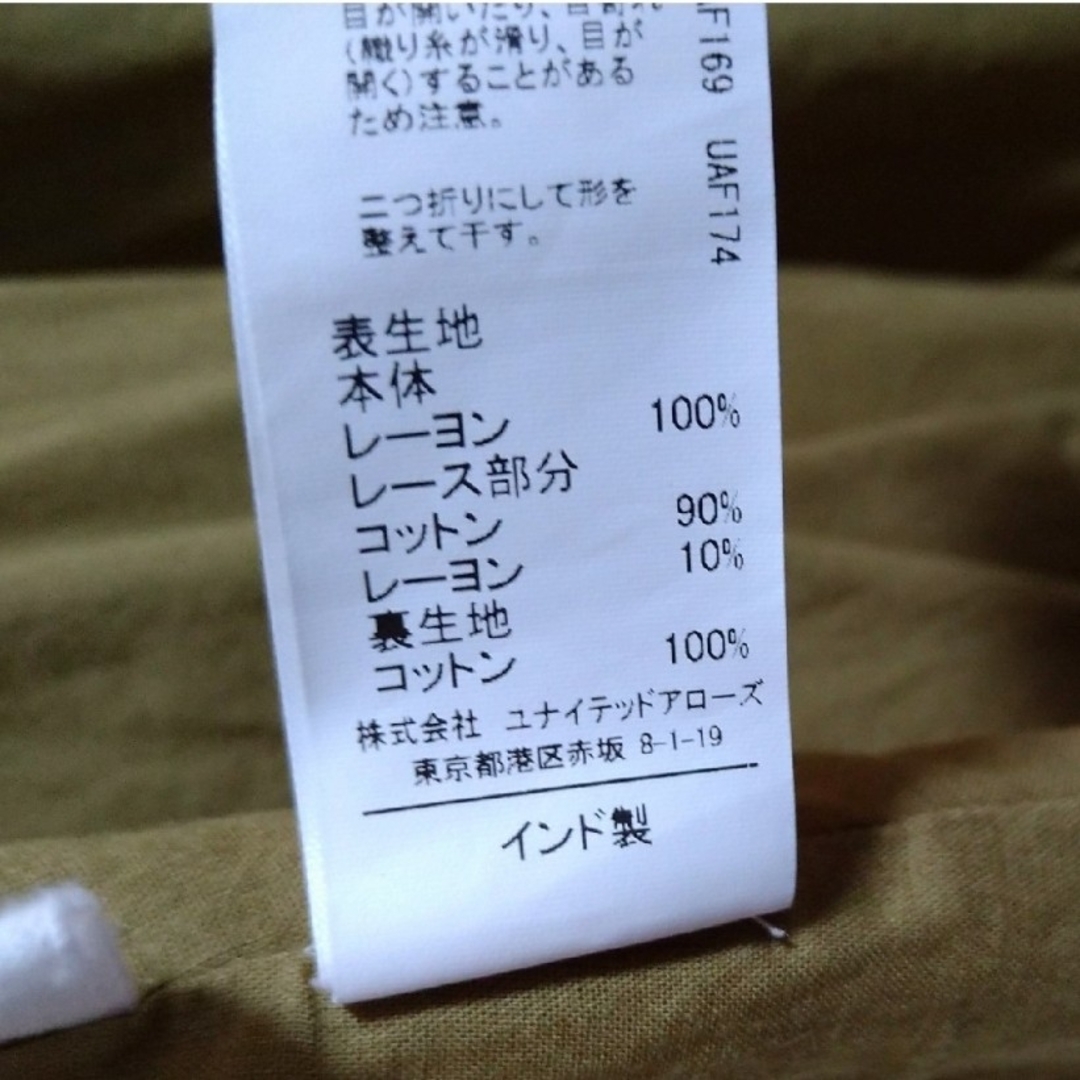 目が開いたり、目寄れ
(織り糸が滑り、目が
開く)することがある
ため注意。
二つ折りにして形を
整えて干す。
F169 UAF174
表生地
本体
レーヨン 100%
レース部分
コットン 90%
レーヨン 10%
裏生地
コットン 100%
株式会社 ユナイテッドアローズ
東京都港区赤坂 8-1-19
インド製